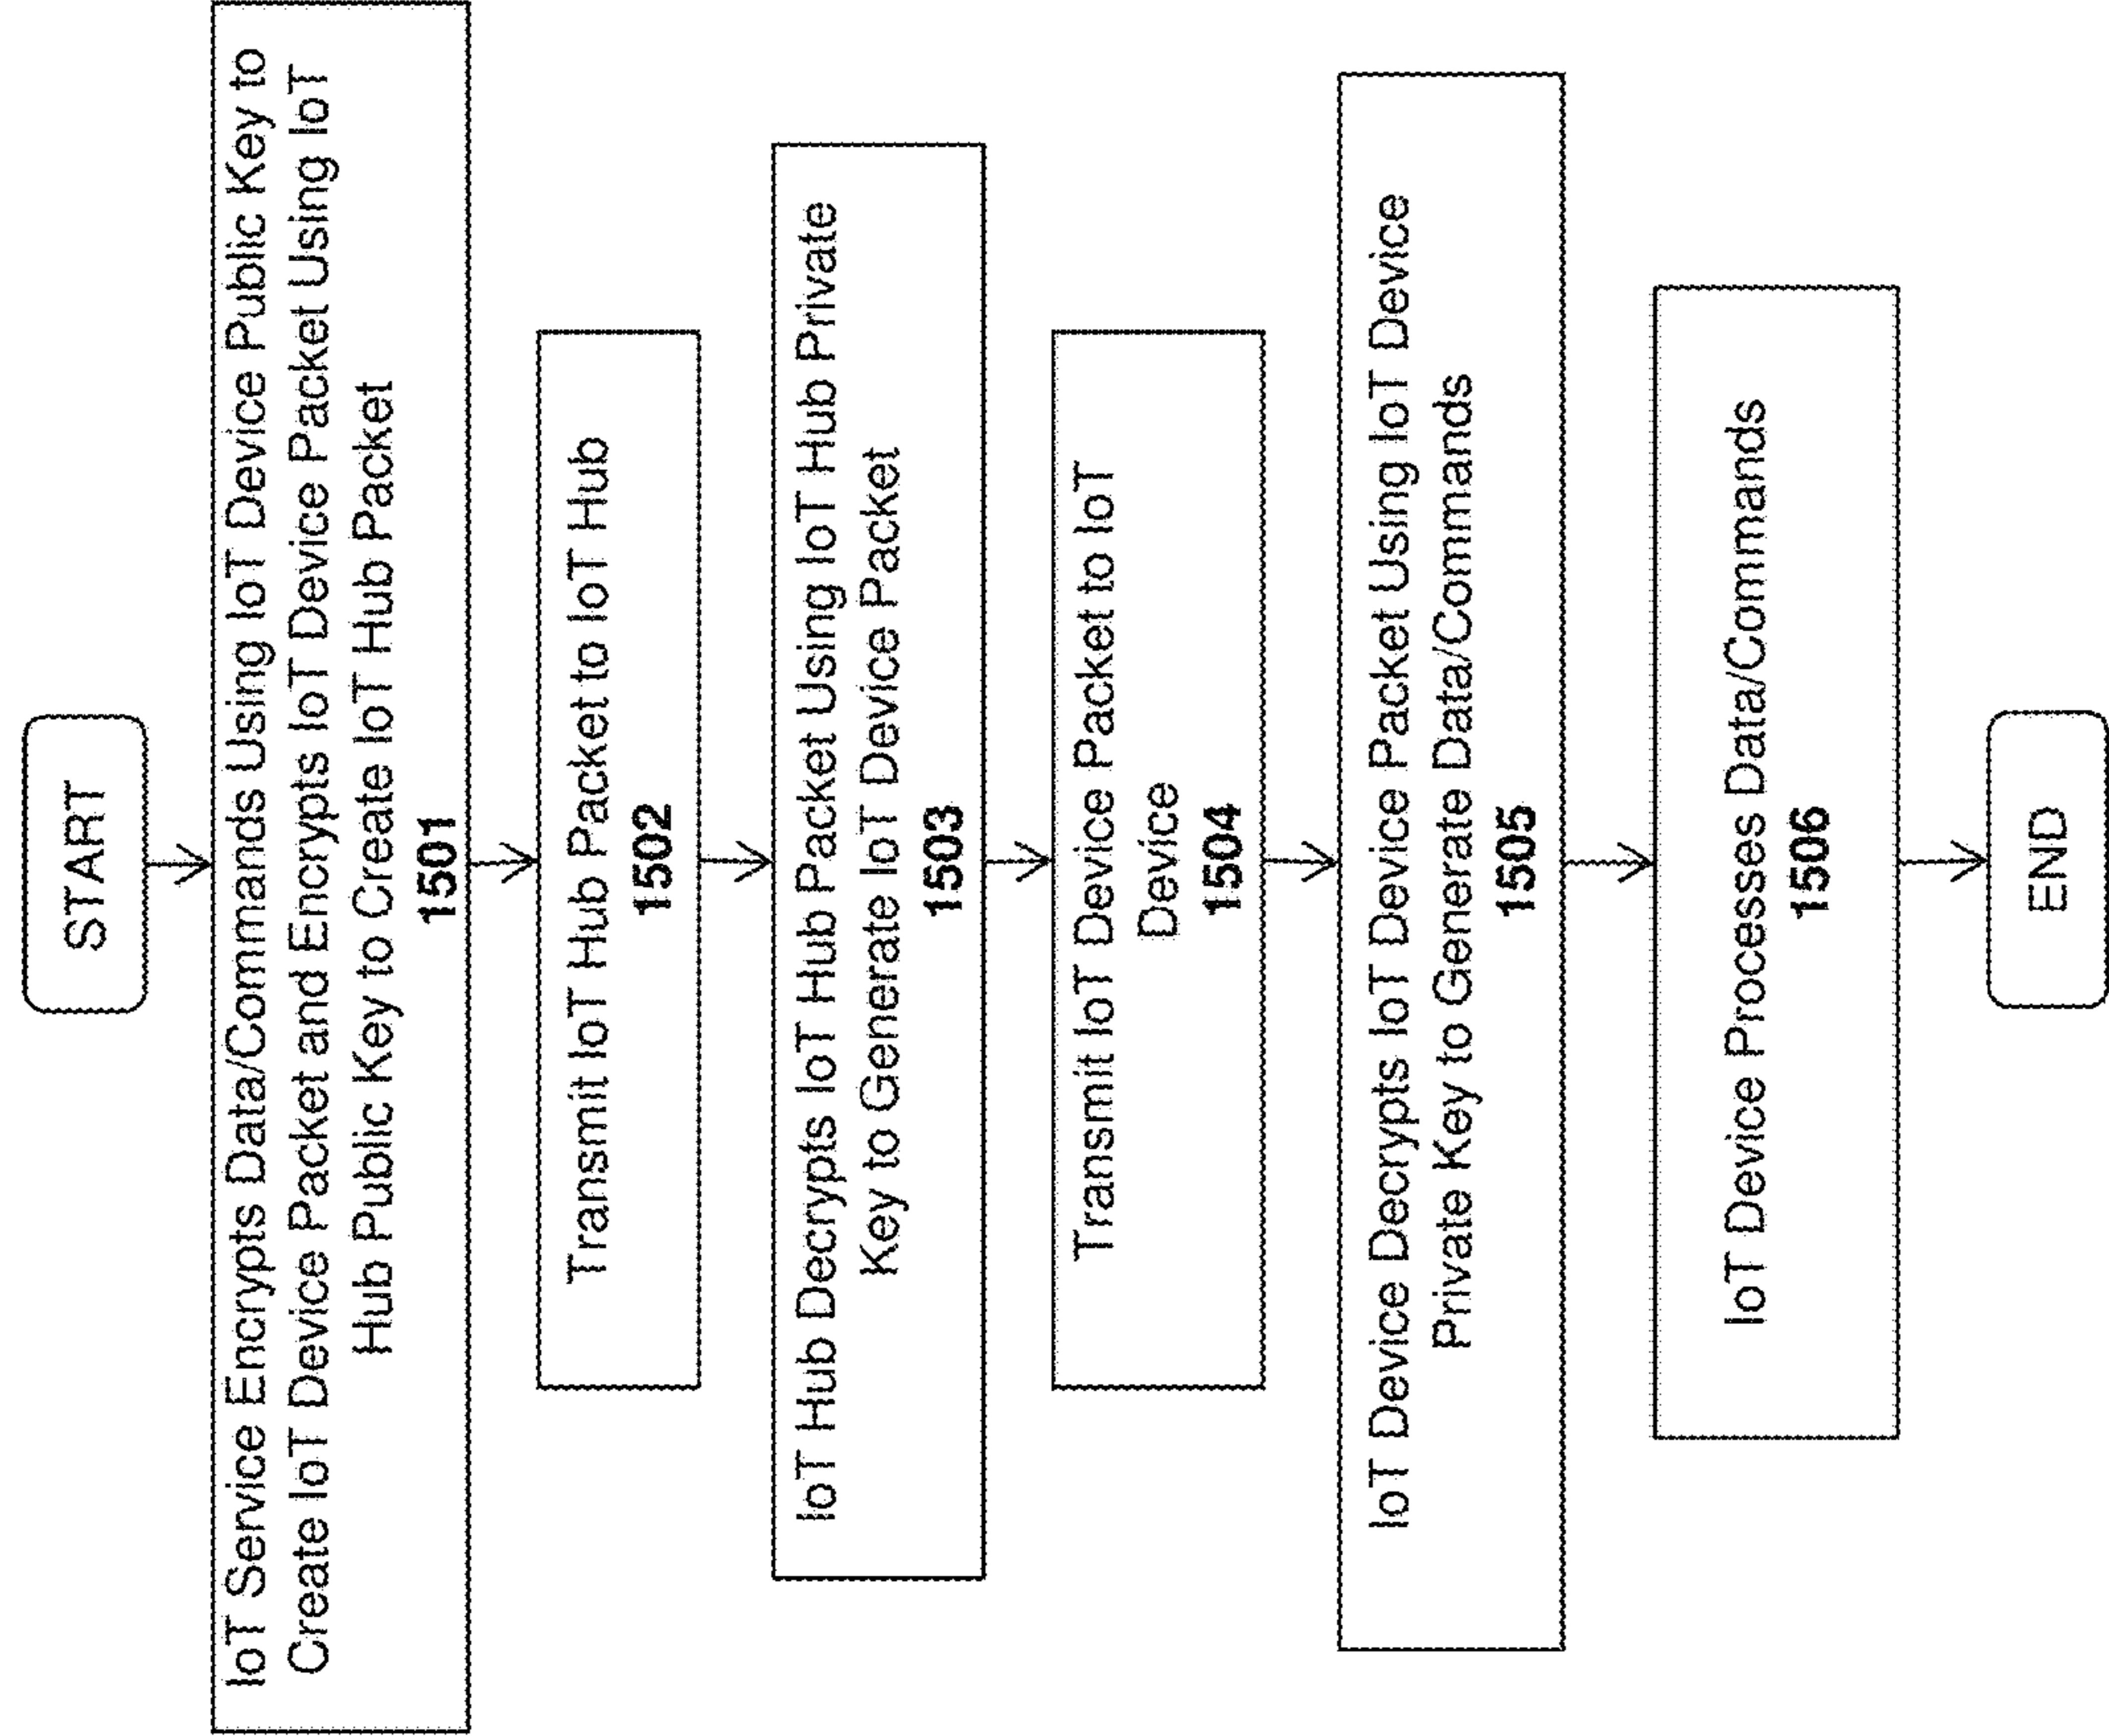 START
IoT Service Encrypts Data/Commands Using IoT Device Public Key to
Create IoT Device Packet and Encrypts IoT Device Packet Using IoT
Hub Public Key to Create IoT Hub Packet
1501
Transmit IoT Hub Packet to IoT Hub
1502
IoT Hub Decrypts IoT Hub Packet Using IoT Hub Private
Key to Generate IoT Device Packet
1503
Transmit IoT Device Packet to IoT
Device
1504
IoT Device Decrypts IoT Device Packet Using IoT Device
Private Key to Generate Data/Commands
1505
IoT Device Processes Data/Commands
1506
END